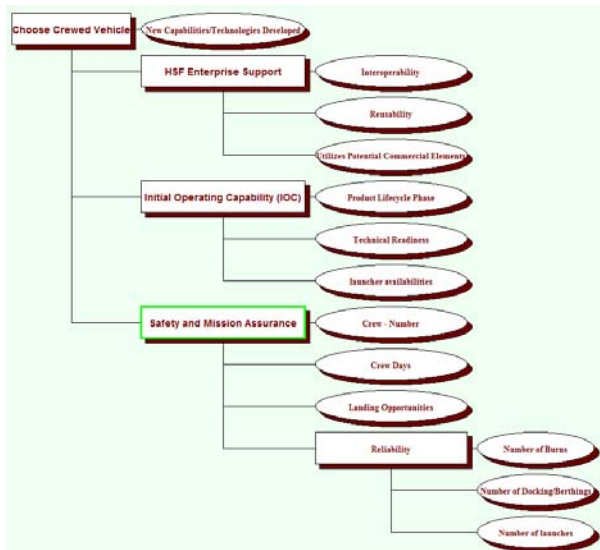 Choose Crewed Vehicle
New Capabilities/Technologies Developed
HSF Enterprise Support
Interoperability
Reusability
Utilizes Potential Commercial Elements
Initial Operating Capability (IOC)
Product Lifecycle Phase
Technical Readiness
launcher availabilities
Safety and Mission Assurance
Crew - Number
Crew Days
Landing Opportunities
Reliability
Number of Burns
Number of Docking/Berthings
Number of launches